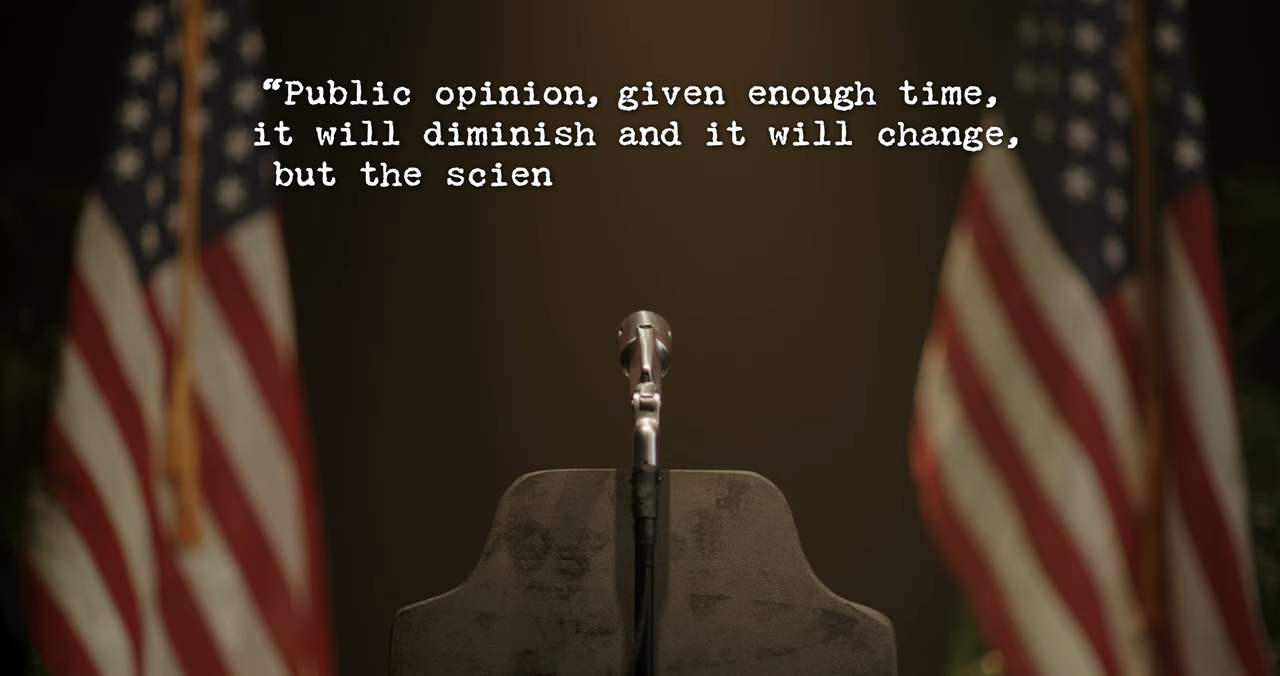 “Public opinion, given enough time,
it will diminish and it will change,
but the scien